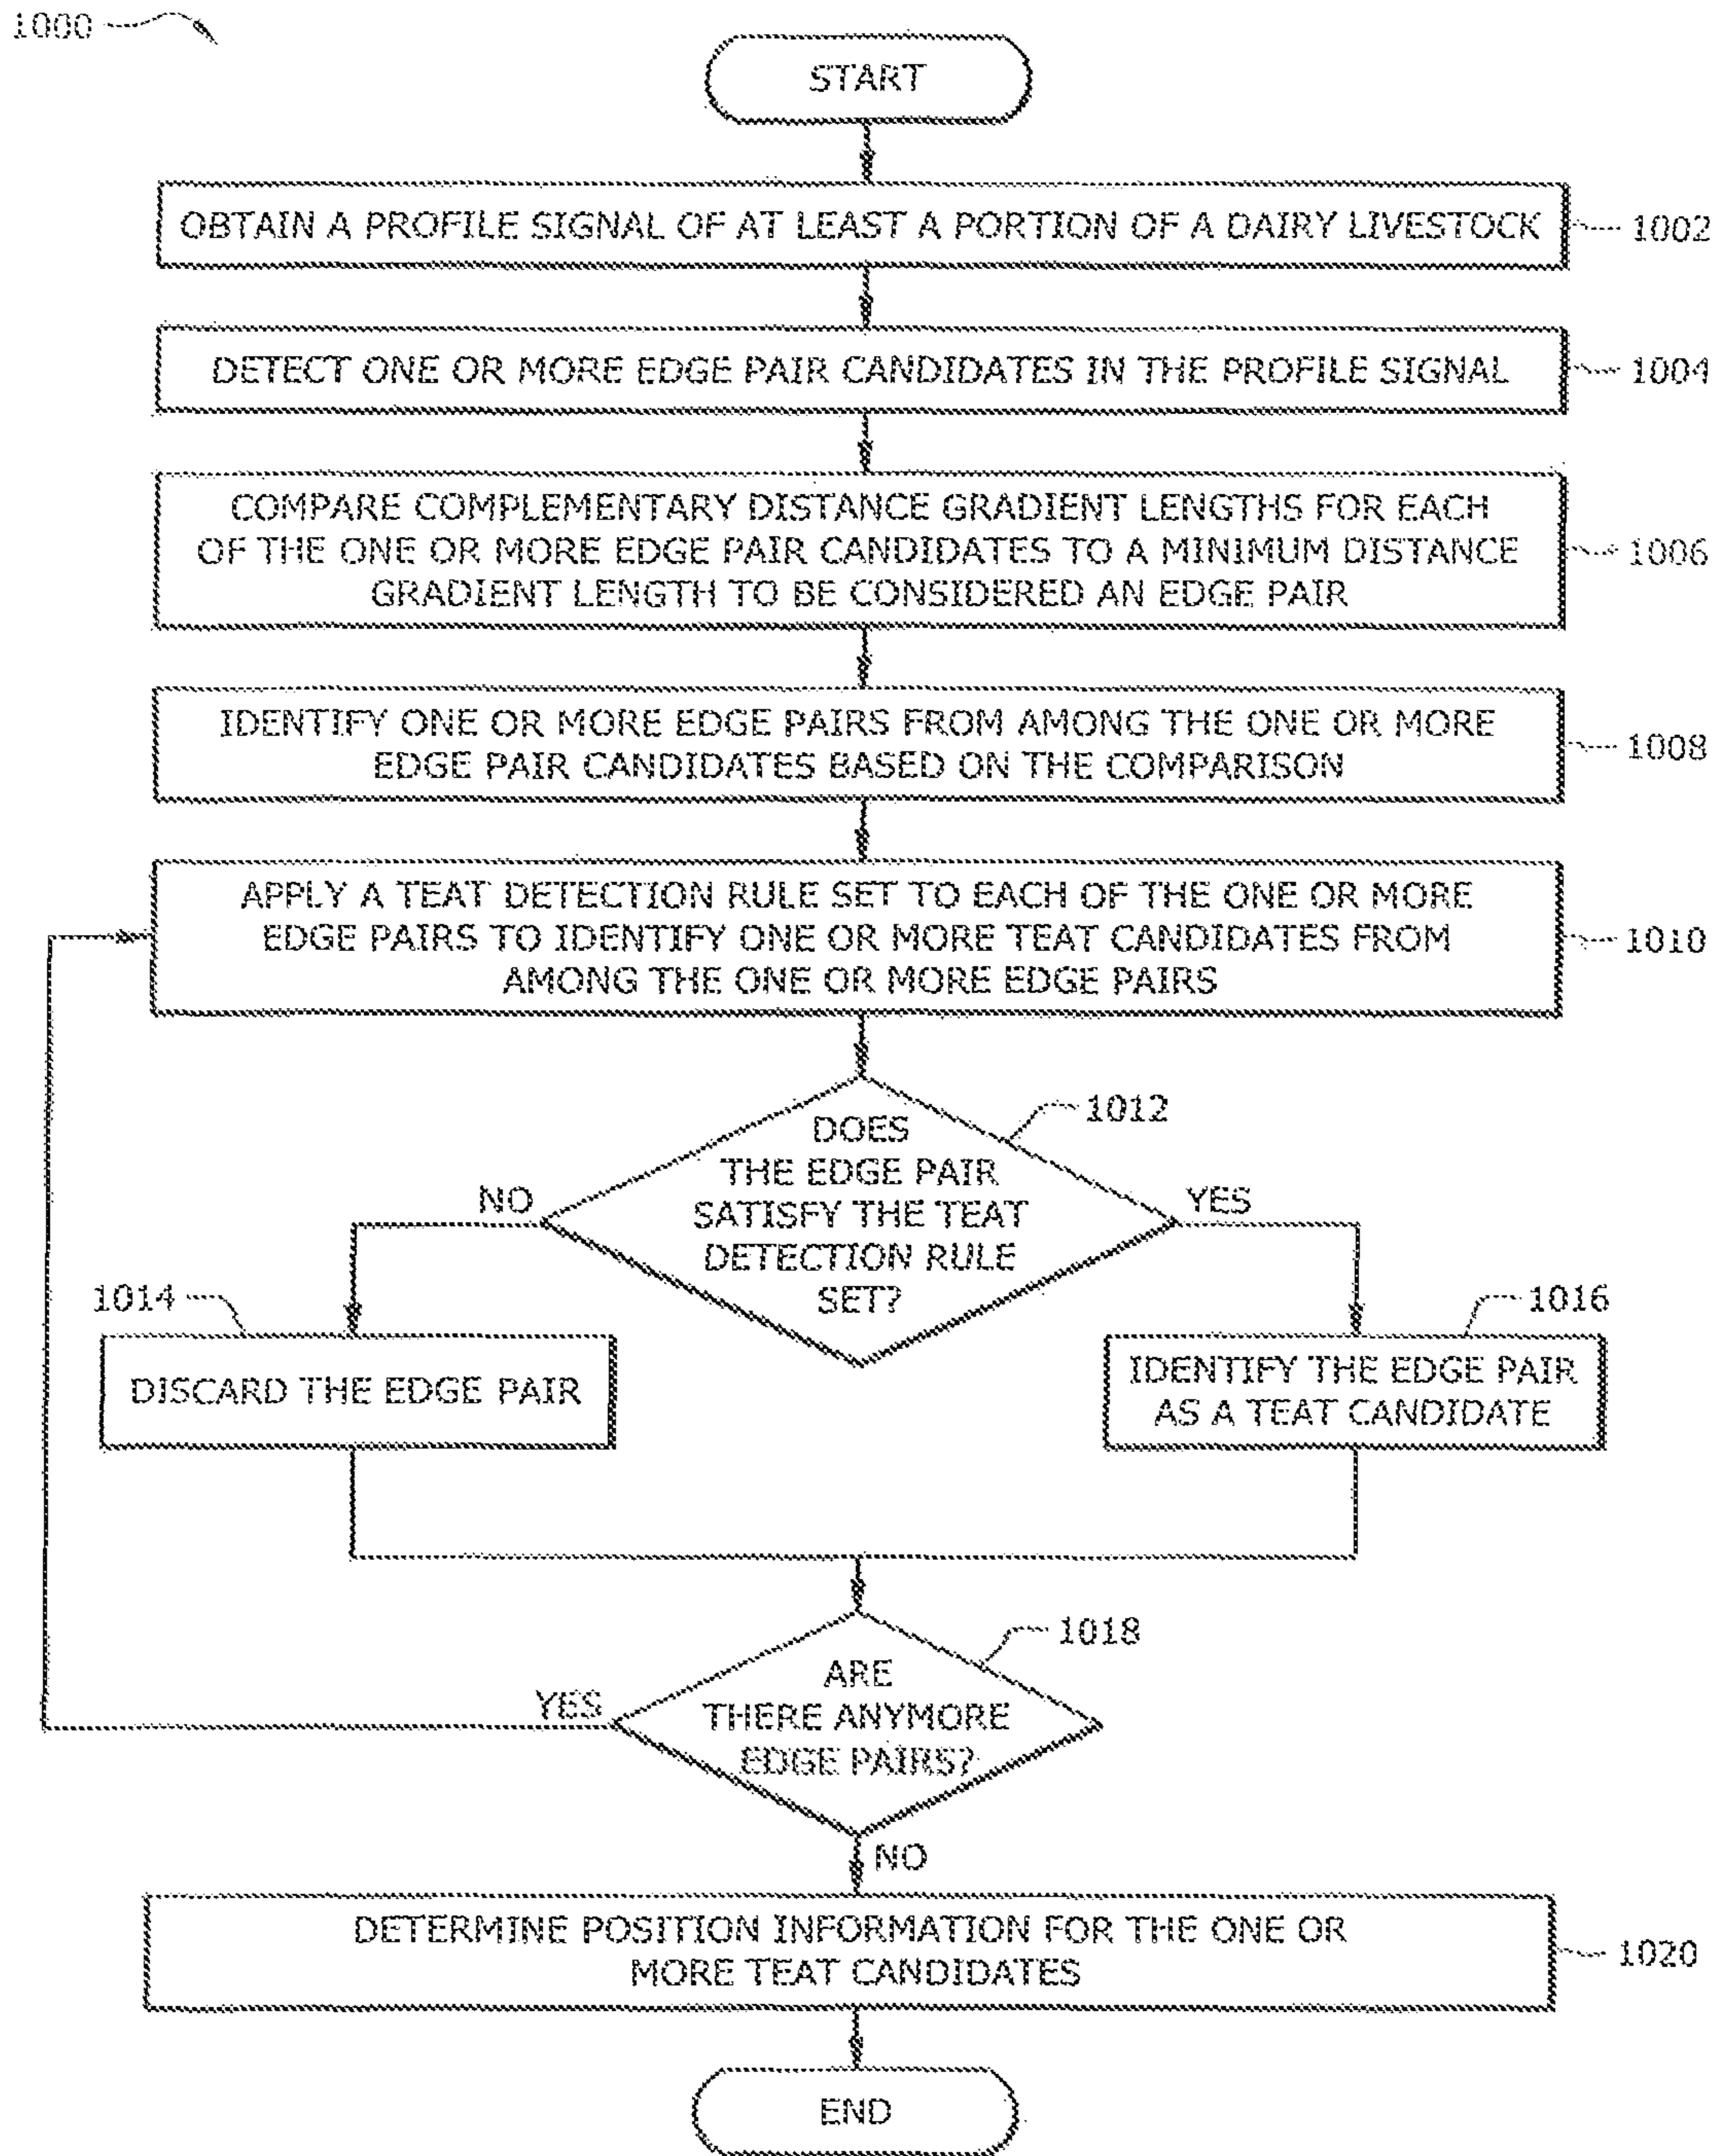 1000
START
OBTAIN A PROFILE SIGNAL OF AT LEAST A PORTION OF A DAIRY LIVESTOCK
1002
DETECT ONE OR MORE EDGE PAIR CANDIDATES IN THE PROFILE SIGNAL
1004
COMPARE COMPLEMENTARY DISTANCE GRADIENT LENGTHS FOR EACH
OF THE ONE OR MORE EDGE PAIR CANDIDATES TO A MINIMUM DISTANCE
GRADIENT LENGTH TO BE CONSIDERED AN EDGE PAIR
1006
IDENTIFY ONE OR MORE EDGE PAIRS FROM AMONG THE ONE OR MORE
EDGE PAIR CANDIDATES BASED ON THE COMPARISON
1008
APPLY A TEAT DETECTION RULE SET TO EACH OF THE ONE OR MORE
EDGE PAIRS TO IDENTIFY ONE OR MORE TEAT CANDIDATES FROM
AMONG THE ONE OR MORE EDGE PAIRS
1010
DOES
THE EDGE PAIR
SATISFY THE TEAT
DETECTION RULE
SET?
1012
NO
YES
1014
DISCARD THE EDGE PAIR
1016
IDENTIFY THE EDGE PAIR
AS A TEAT CANDIDATE
ARE
THERE ANYMORE
EDGE PAIRS?
1018
YES
NO
DETERMINE POSITION INFORMATION FOR THE ONE OR
MORE TEAT CANDIDATES
1020
END